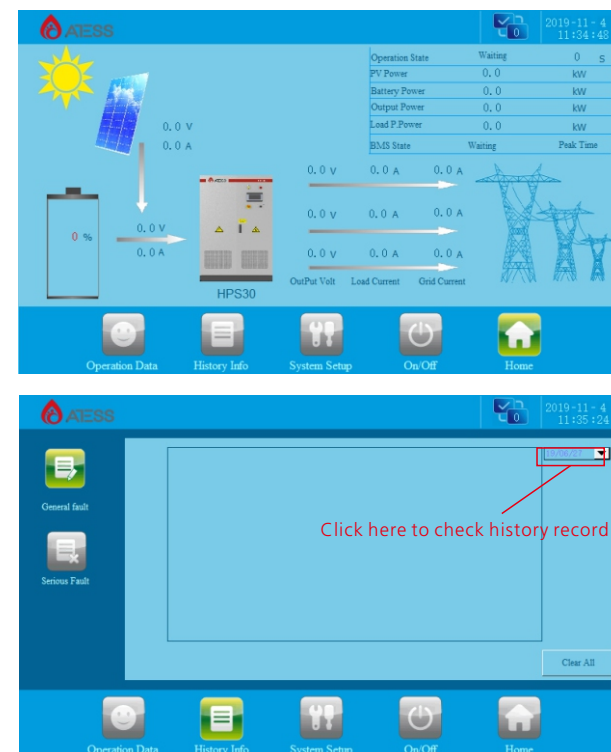 ATESS
0
2019-11- 4
11:34:48
Operation State Waiting 0 s
PV Power 0.0 kW
Battery Power 0.0 kW
Output Power 0.0 kW
Load P.Power 0.0 kW
BMS State Waiting Peak Time
0.0 V
0.0 A
0 %
0.0 V
0.0 A
0.0 V 0.0 A 0.0 A
0.0 V 0.0 A 0.0 A
0.0 V 0.0 A 0.0 A
OutPut Volt Load Current Grid Current
HPS30
Operation Data History Info System Setup On/Off Home
ATESS
0
2019-11- 4
11:35:24
General fault
Serious Fault
19/06/27
Click here to check history record
Clear All
Operation Data History Info System Setup On/Off Home